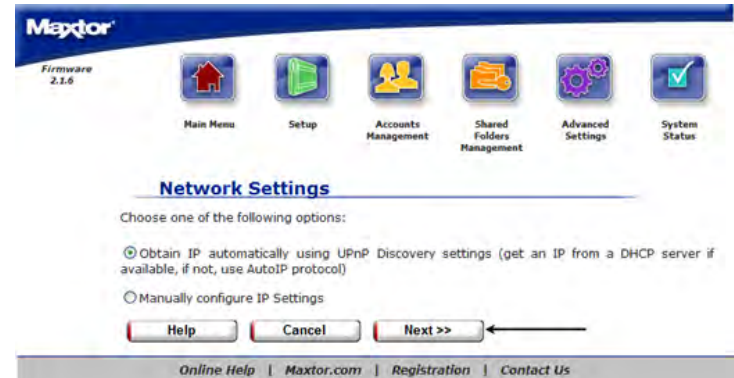 Maxtor
Firmware
2.1.6
Main Menu
Setup
Accounts
Management
Shared
Folders
Management
Advanced
Settings
System
Status
Network Settings
Choose one of the following options:
Obtain IP automatically using UPnP Discovery settings (get an IP from a DHCP server if
available, if not, use AutoIP protocol)
Manually configure IP Settings
Help
Cancel
Next >>
Online Help | Maxtor.com | Registration | Contact Us